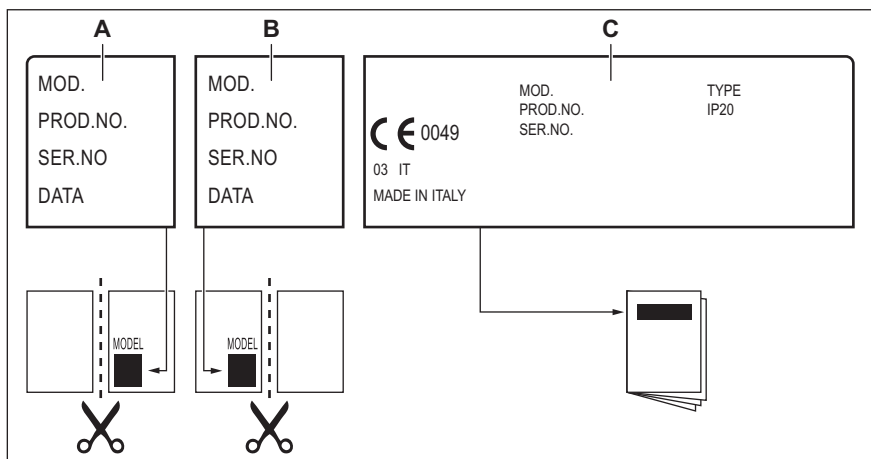 A
B
C
MOD.
PROD.NO.
SER.NO
DATA
MOD.
PROD.NO.
SER.NO
DATA
MOD.
PROD.NO.
SER.NO.
TYPE
IP20
CE 0049
03 IT
MADE IN ITALY
MODEL
MODEL